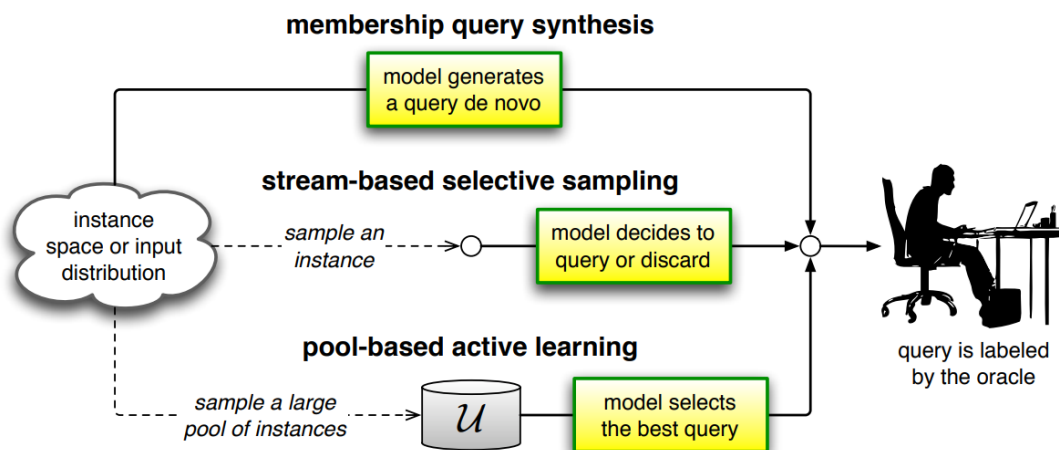 membership query synthesis
model generates
a query de novo
stream-based selective sampling
instance
space or input
distribution
sample an
instance
model decides to
query or discard
pool-based active learning
sample a large
pool of instances
U
model selects
the best query
query is labeled
by the oracle